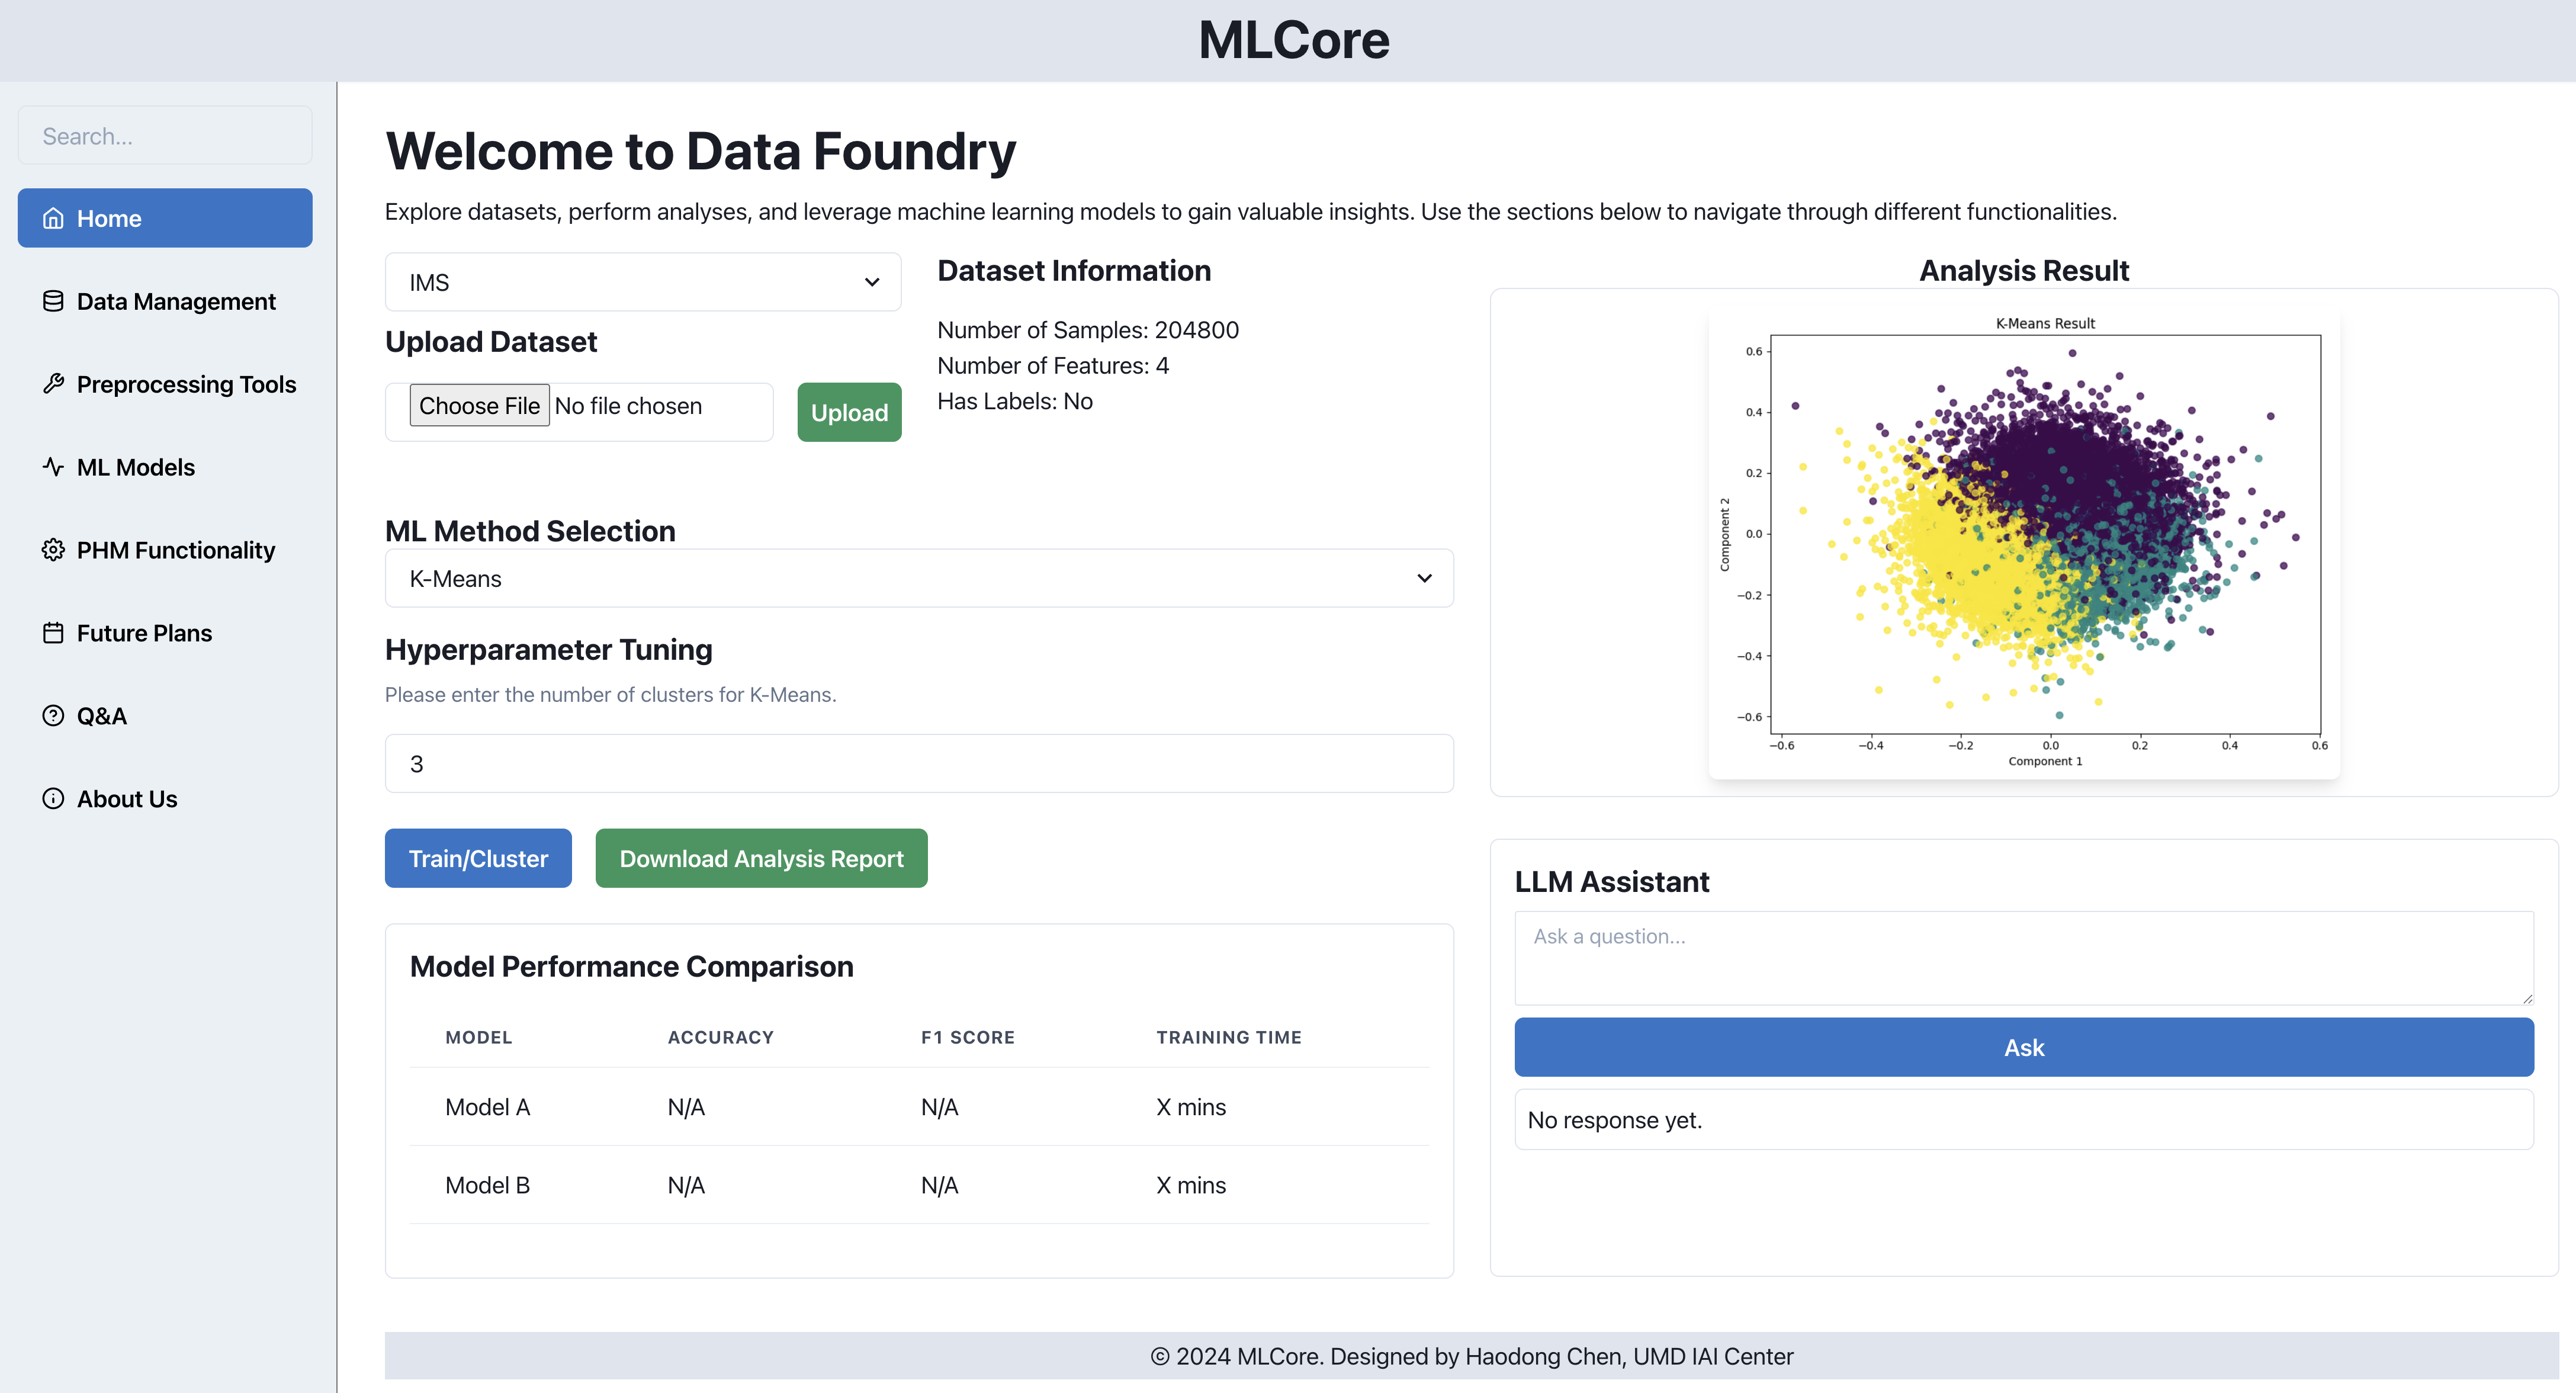 MLCore
Search...
Home
Data Management
Preprocessing Tools
ML Models
PHM Functionality
Future Plans
Q&A
About Us
Welcome to Data Foundry
Explore datasets, perform analyses, and leverage machine learning models to gain valuable insights. Use the sections below to navigate through different functionalities.
IMS
Upload Dataset
Choose File No file chosen
Upload
Dataset Information
Number of Samples: 204800
Number of Features: 4
Has Labels: No
ML Method Selection
K-Means
Hyperparameter Tuning
Please enter the number of clusters for K-Means.
3
Train/Cluster
Download Analysis Report
Model Performance Comparison
MODEL ACCURACY F1 SCORE TRAINING TIME
Model A N/A N/A X mins
Model B N/A N/A X mins
Analysis Result
K-Means Result
0.6
0.4
0.2
0.0
−0.2
−0.4
−0.6
Component 2
−0.6 −0.4 −0.2 0.0 0.2 0.4 0.6
Component 1
LLM Assistant
Ask a question...
Ask
No response yet.
© 2024 MLCore. Designed by Haodong Chen, UMD IAI Center